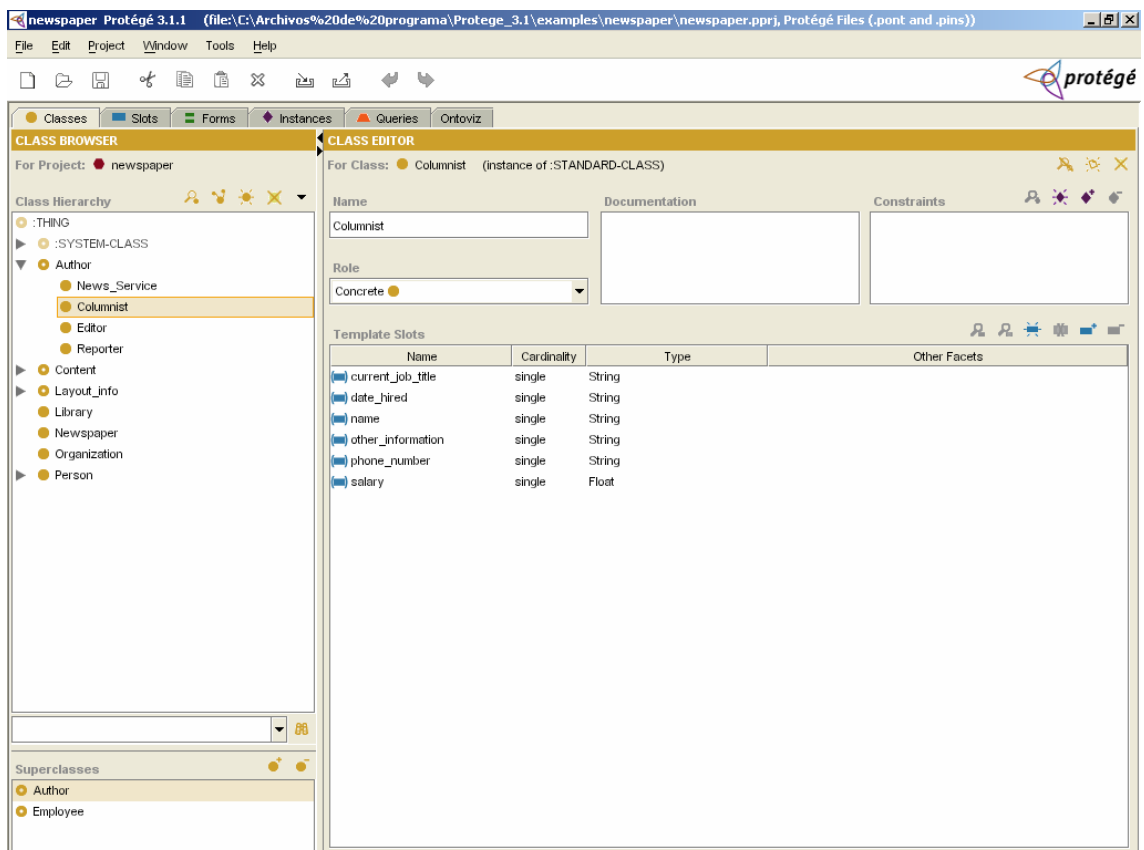 newspaper Protégé 3.1.1 (file:\C:\Archivos%20de%20programa\Protege_3.1\examples\newspaper\newspaper.pprj, Protégé Files (.pont and .pins))
File Edit Project Window Tools Help
protégé
Classes Slots Forms Instances Queries Ontoviz
CLASS BROWSER
For Project: newspaper
Class Hierarchy
:THING
:SYSTEM-CLASS
Author
News_Service
Columnist
Editor
Reporter
Content
Layout_info
Library
Newspaper
Organization
Person
Superclasses
Author
Employee
CLASS EDITOR
For Class: Columnist (instance of :STANDARD-CLASS)
Name Documentation Constraints
Columnist
Role
Concrete
Template Slots
Name Cardinality Type Other Facets
current_job_title single String
date_hired single String
name single String
other_information single String
phone_number single String
salary single Float